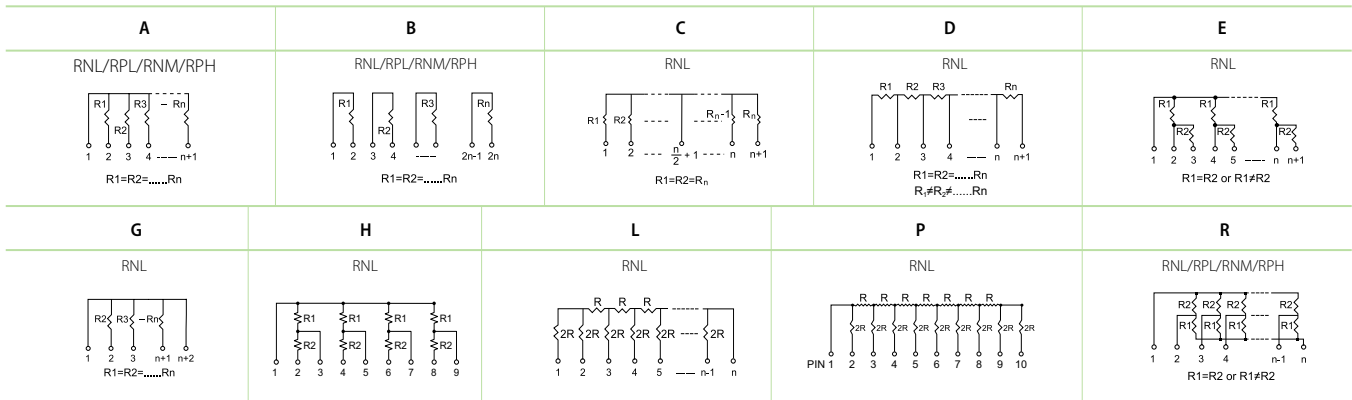 A B C D E
RNL/RPL/RNM/RPH RNL/RPL/RNM/RPH RNL RNL RNL
R1 R2 R3 Rn
1 2 3 4 n+1
R1=R2=......Rn
R1 R2 R3 Rn
1 2 3 4 2n-1 2n
R1 R2 Rn-1 Rn
1 2 n/2 + 1 n n+1
R1=R2=Rn
R1 R2 R3 Rn
1 2 3 4 n n+1
R1=R2=......Rn
R1≠R2≠......Rn
R1 R1 R1
R2 R2 R2
1 2 3 4 5 n n+1
R1=R2 or R1≠R2
G H L P R
RNL RNL RNL RNL RNL/RPL/RNM/RPH
R2 R3 Rn
1 2 3 n+1 n+2
R1=R2=......Rn
R1 R1 R1 R1
R2 R2 R2 R2
1 2 3 4 5 6 7 8 9
R R R
2R 2R 2R 2R 2R 2R
1 2 3 4 5 n-1 n
R R R R R R R
2R 2R 2R 2R 2R 2R 2R 2R 2R
PIN 1 2 3 4 5 6 7 8 9 10
R2 R2 R2 R2
R1 R1 R1 R1
1 2 3 4 n-1 n
R1=R2 or R1≠R2